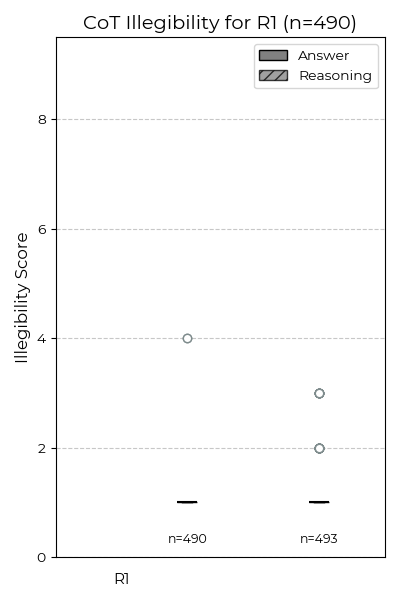 CoT Illegibility for R1 (n=490)
Answer
Reasoning
Illegibility Score
8
6
4
2
0
n=490
n=493
R1